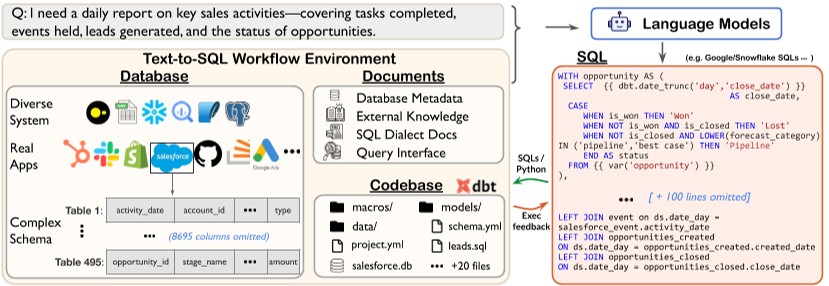 Q: I need a daily report on key sales activities—covering tasks completed,
events held, leads generated, and the status of opportunities.
Language Models
Text-to-SQL Workflow Environment
Database
Diverse
System
Real
Apps
salesforce
Google Ads
•••
Complex
Schema
Table 1:
activity_date
account_id
•••
type
••• (8695 columns omitted)
Table 495:
opportunity_id
stage_name
•••
amount
Documents
Database Metadata
External Knowledge
SQL Dialect Docs
Query Interface
Codebase
dbt
macros/
models/
data/
schema.yml
project.yml
leads.sql
salesforce.db
••• +20 files
SQLs /
Python
Exec
feedback
SQL
(e.g. Google/Snowflake SQLs ... )
WITH opportunity AS (
SELECT {{ dbt.date_trunc('day','close_date') }}
AS close_date,
CASE
WHEN is_won THEN 'Won'
WHEN NOT is_won AND is_closed THEN 'Lost'
WHEN NOT is_closed AND LOWER(forecast_category)
IN ('pipeline','best case') THEN 'Pipeline'
END AS status
FROM {{ var('opportunity') }}
),
••• [ + 100 lines omitted]
LEFT JOIN event on ds.date_day =
salesforce_event.activity_date
LEFT JOIN opportunities_created
ON ds.date_day = opportunities_created.created_date
LEFT JOIN opportunities_closed
ON ds.date_day = opportunities_closed.close_date